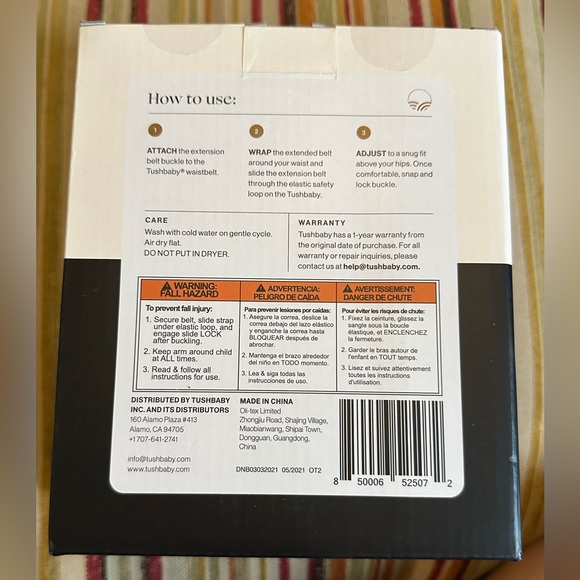 How to use:
1
ATTACH the extension
belt buckle to the
Tushbaby® waistbelt.
2
WRAP the extended belt
around your waist and
slide the extension belt
through the elastic safety
loop on the Tushbaby.
3
ADJUST to a snug fit
above your hips. Once
comfortable, snap and
lock buckle.
CARE
Wash with cold water on gentle cycle.
Air dry flat.
DO NOT PUT IN DRYER.
WARRANTY
Tushbaby has a 1-year warranty from
the original date of purchase. For all
warranty or repair inquiries, please
contact us at help@tushbaby.com.
WARNING:
FALL HAZARD
To prevent fall injury:
1. Secure belt, slide strap
under elastic loop, and
engage slide LOCK
after buckling.
2. Keep arm around child
at ALL times.
3. Read & follow all
instructions for use.
ADVERTENCIA:
PELIGRO DE CAÍDA
Para prevenir lesiones por caídas:
1. Asegure la correa, deslice la
correa debajo del lazo elástico
y enganche la correa hasta
BLOQUEAR después de
abrochar.
2. Mantenga el brazo alrededor
del niño en TODO momento.
3. Lea & siga todas las
instrucciones de uso.
AVERTISSEMENT:
DANGER DE CHUTE
Pour éviter les risques de chute:
1. Fixez la ceinture, glissez la
sangle sous la boucle
élastique, et ENCLENCHEZ
la fermeture.
2. Garder le bras autour de
l'enfant en TOUT temps.
3. Lisez et suivez attentivement
toutes les instructions
d'utilisation.
DISTRIBUTED BY TUSHBABY
INC. AND ITS DISTRIBUTORS
160 Alamo Plaza #413
Alamo, CA 94705
+1707-641-2741
info@tushbaby.com
www.tushbaby.com
MADE IN CHINA
Oli-tex Limited
Zhongjiu Road, Shajing Village,
Miaobianwang, Shipai Town,
Dongguan, Guangdong,
China
DNB03032021 05/2021 OT2
8 50006 52507 2